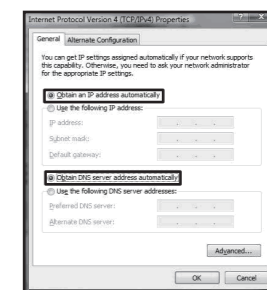 Internet Protocol Version 4 (TCP/IPv4) Properties
General
Alternate Configuration
You can get IP settings assigned automatically if your network supports
this capability. Otherwise, you need to ask your network administrator
for the appropriate IP settings.
Obtain an IP address automatically
Use the following IP address:
IP address:
Subnet mask:
Default gateway:
Obtain DNS server address automatically
Use the following DNS server addresses:
Preferred DNS server:
Alternate DNS server:
Advanced...
OK
Cancel